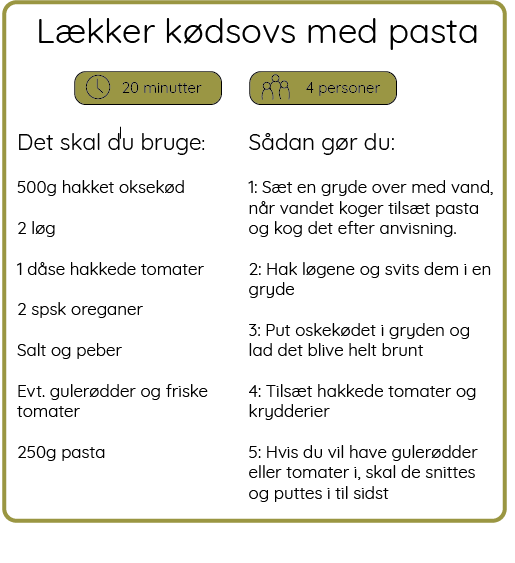 Lækker kødsovs med pasta
20 minutter
4 personer
Det skal du bruge:
500g hakket oksekød
2 løg
1 dåse hakkede tomater
2 spsk oreganer
Salt og peber
Evt. gulerødder og friske
tomater
250g pasta
Sådan gør du:
1: Sæt en gryde over med vand,
når vandet koger tilsæt pasta
og kog det efter anvisning.
2: Hak løgene og svits dem i en
gryde
3: Put oskekødet i gryden og
lad det blive helt brunt
4: Tilsæt hakkede tomater og
krydderier
5: Hvis du vil have gulerødder
eller tomater i, skal de snittes
og puttes i til sidst